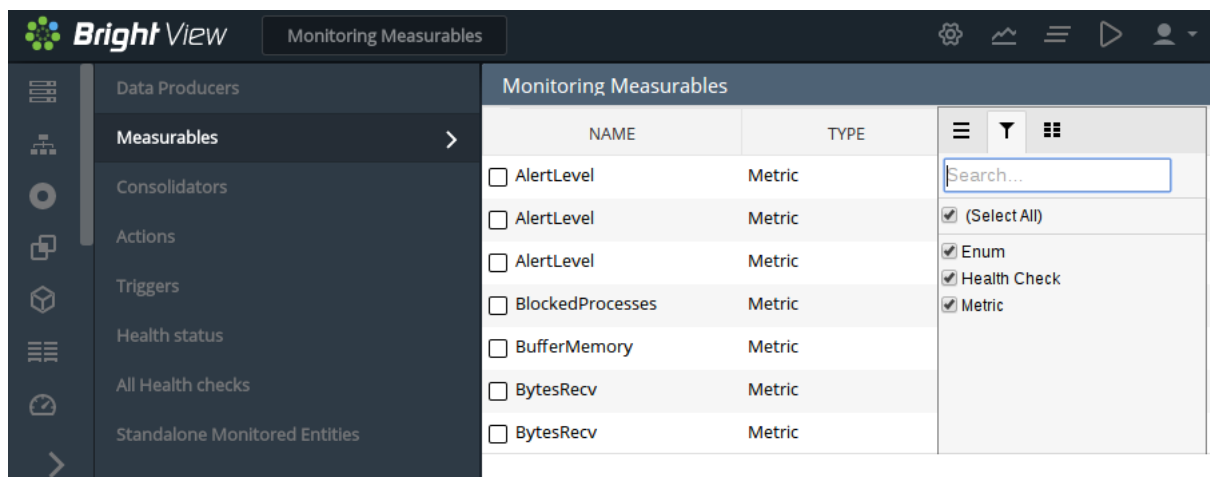 Bright View
Monitoring Measurables
Data Producers
Measurables
Consolidators
Actions
Triggers
Health status
All Health checks
Standalone Monitored Entities
Monitoring Measurables
NAME TYPE
AlertLevel Metric
AlertLevel Metric
AlertLevel Metric
BlockedProcesses Metric
BufferMemory Metric
BytesRecv Metric
BytesRecv Metric
Search...
(Select All)
Enum
Health Check
Metric